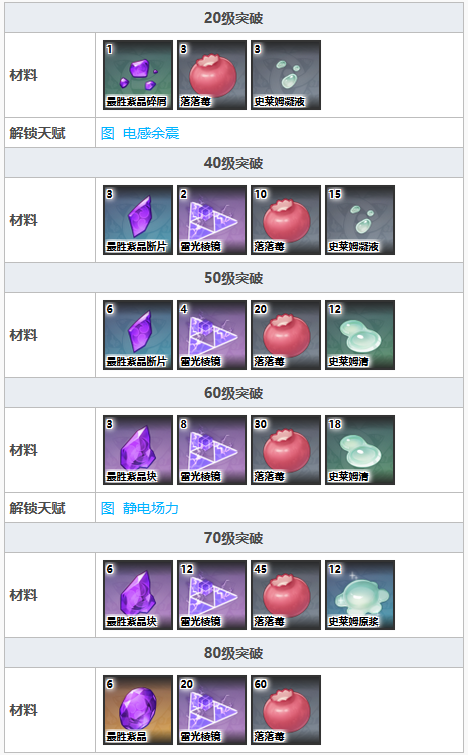 20级突破
材料
1 3 3
最胜紫晶碎屑 落落莓 史莱姆凝液
解锁天赋 图 电感余震
40级突破
材料
3 2 10 15
最胜紫晶断片 雷光棱镜 落落莓 史莱姆凝液
50级突破
材料
6 4 20 12
最胜紫晶断片 雷光棱镜 落落莓 史莱姆清
60级突破
材料
3 8 30 18
最胜紫晶块 雷光棱镜 落落莓 史莱姆清
解锁天赋 图 静电场力
70级突破
材料
6 12 45 12
最胜紫晶块 雷光棱镜 落落莓 史莱姆原浆
80级突破
材料
6 20 60
最胜紫晶 雷光棱镜 落落莓